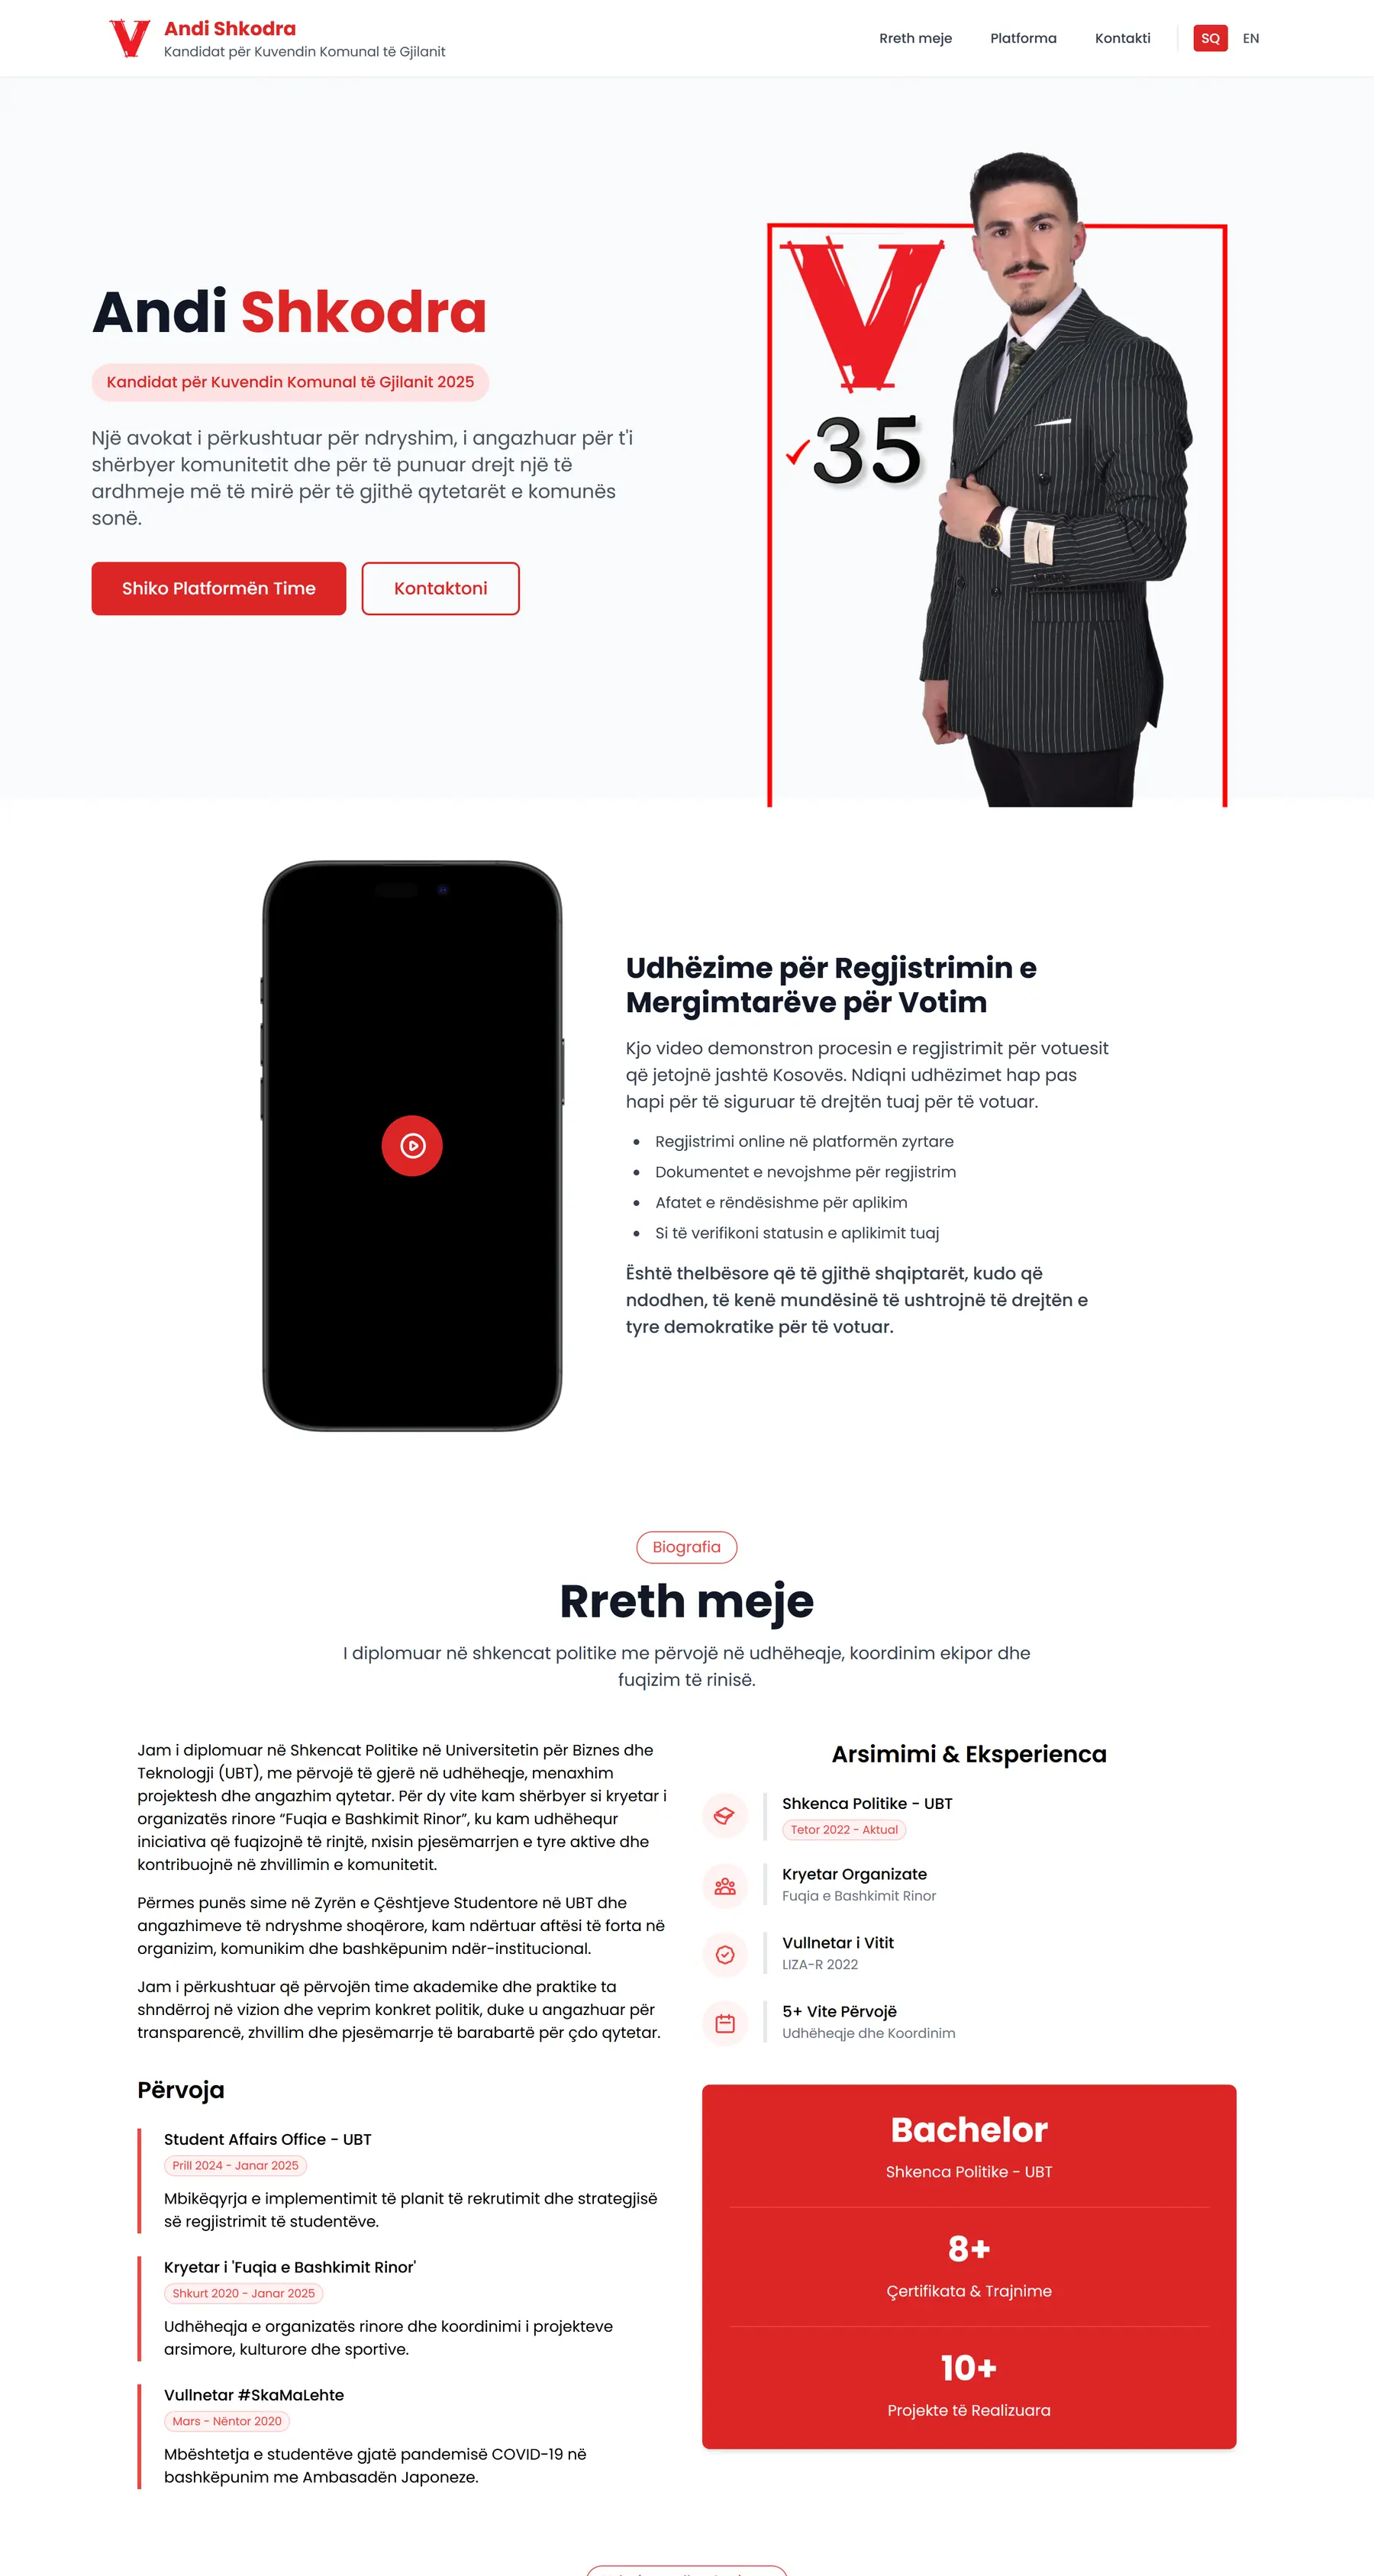 Andi Shkodra
Kandidat për Kuvendin Komunal të Gjilanit
Rreth meje
Platforma
Kontakti
SQ
EN
Andi Shkodra
Kandidat për Kuvendin Komunal të Gjilanit 2025
Një avokat i përkushtuar për ndryshim, i angazhuar për t'i
shërbyer komunitetit dhe për të punuar drejt një të
ardhmeje më të mirë për të gjithë qytetarët e komunës
sonë.
Shiko Platformën Time
Kontaktoni
V
35
Udhëzime për Regjistrimin e
Mergimtarëve për Votim
Kjo video demonstron procesin e regjistrimit për votuesit
që jetojnë jashtë Kosovës. Ndiqni udhëzimet hap pas
hapi për të siguruar të drejtën tuaj për të votuar.
Regjistrimi online në platformën zyrtare
Dokumentet e nevojshme për regjistrim
Afatet e rëndësishme për aplikim
Si të verifikoni statusin e aplikimit tuaj
Është thelbësore që të gjithë shqiptarët, kudo që
ndodhen, të kenë mundësinë të ushtrojnë të drejtën e
tyre demokratike për të votuar.
Biografia
Rreth meje
I diplomuar në shkencat politike me përvojë në udhëheqje, koordinim ekipor dhe
fuqizim të rinisë.
Jam i diplomuar në Shkencat Politike në Universitetin për Biznes dhe
Teknologji (UBT), me përvojë të gjerë në udhëheqje, menaxhim
projektesh dhe angazhim qytetar. Për dy vite kam shërbyer si kryetar i
organizatës rinore “Fuqia e Bashkimit Rinor”, ku kam udhëhequr
iniciativa që fuqizojnë të rinjtë, nxisin pjesëmarrjen e tyre aktive dhe
kontribuojnë në zhvillimin e komunitetit.
Përmes punës sime në Zyrën e Çështjeve Studentore në UBT dhe
angazhimeve të ndryshme shoqërore, kam ndërtuar aftësi të forta në
organizim, komunikim dhe bashkëpunim ndër-institucional.
Jam i përkushtuar që përvojën time akademike dhe praktike ta
shndërroj në vizion dhe veprim konkret politik, duke u angazhuar për
transparencë, zhvillim dhe pjesëmarrje të barabartë për çdo qytetar.
Përvoja
Student Affairs Office - UBT
Prill 2024 - Janar 2025
Mbikëqyrja e implementimit të planit të rekrutimit dhe strategjisë
së regjistrimit të studentëve.
Kryetar i 'Fuqia e Bashkimit Rinor'
Shkurt 2020 - Janar 2025
Udhëheqja e organizatës rinore dhe koordinimi i projekteve
arsimore, kulturore dhe sportive.
Vullnetar #SkaMaLehte
Mars - Nëntor 2020
Mbështetja e studentëve gjatë pandemisë COVID-19 në
bashkëpunim me Ambasadën Japoneze.
Arsimimi & Eksperienca
Shkenca Politike - UBT
Tetor 2022 - Aktual
Kryetar Organizate
Fuqia e Bashkimit Rinor
Vullnetar i Vitit
LIZA-R 2022
5+ Vite Përvojë
Udhëheqje dhe Koordinim
Bachelor
Shkenca Politike - UBT
8+
Çertifikata & Trajnime
10+
Projekte të Realizuara